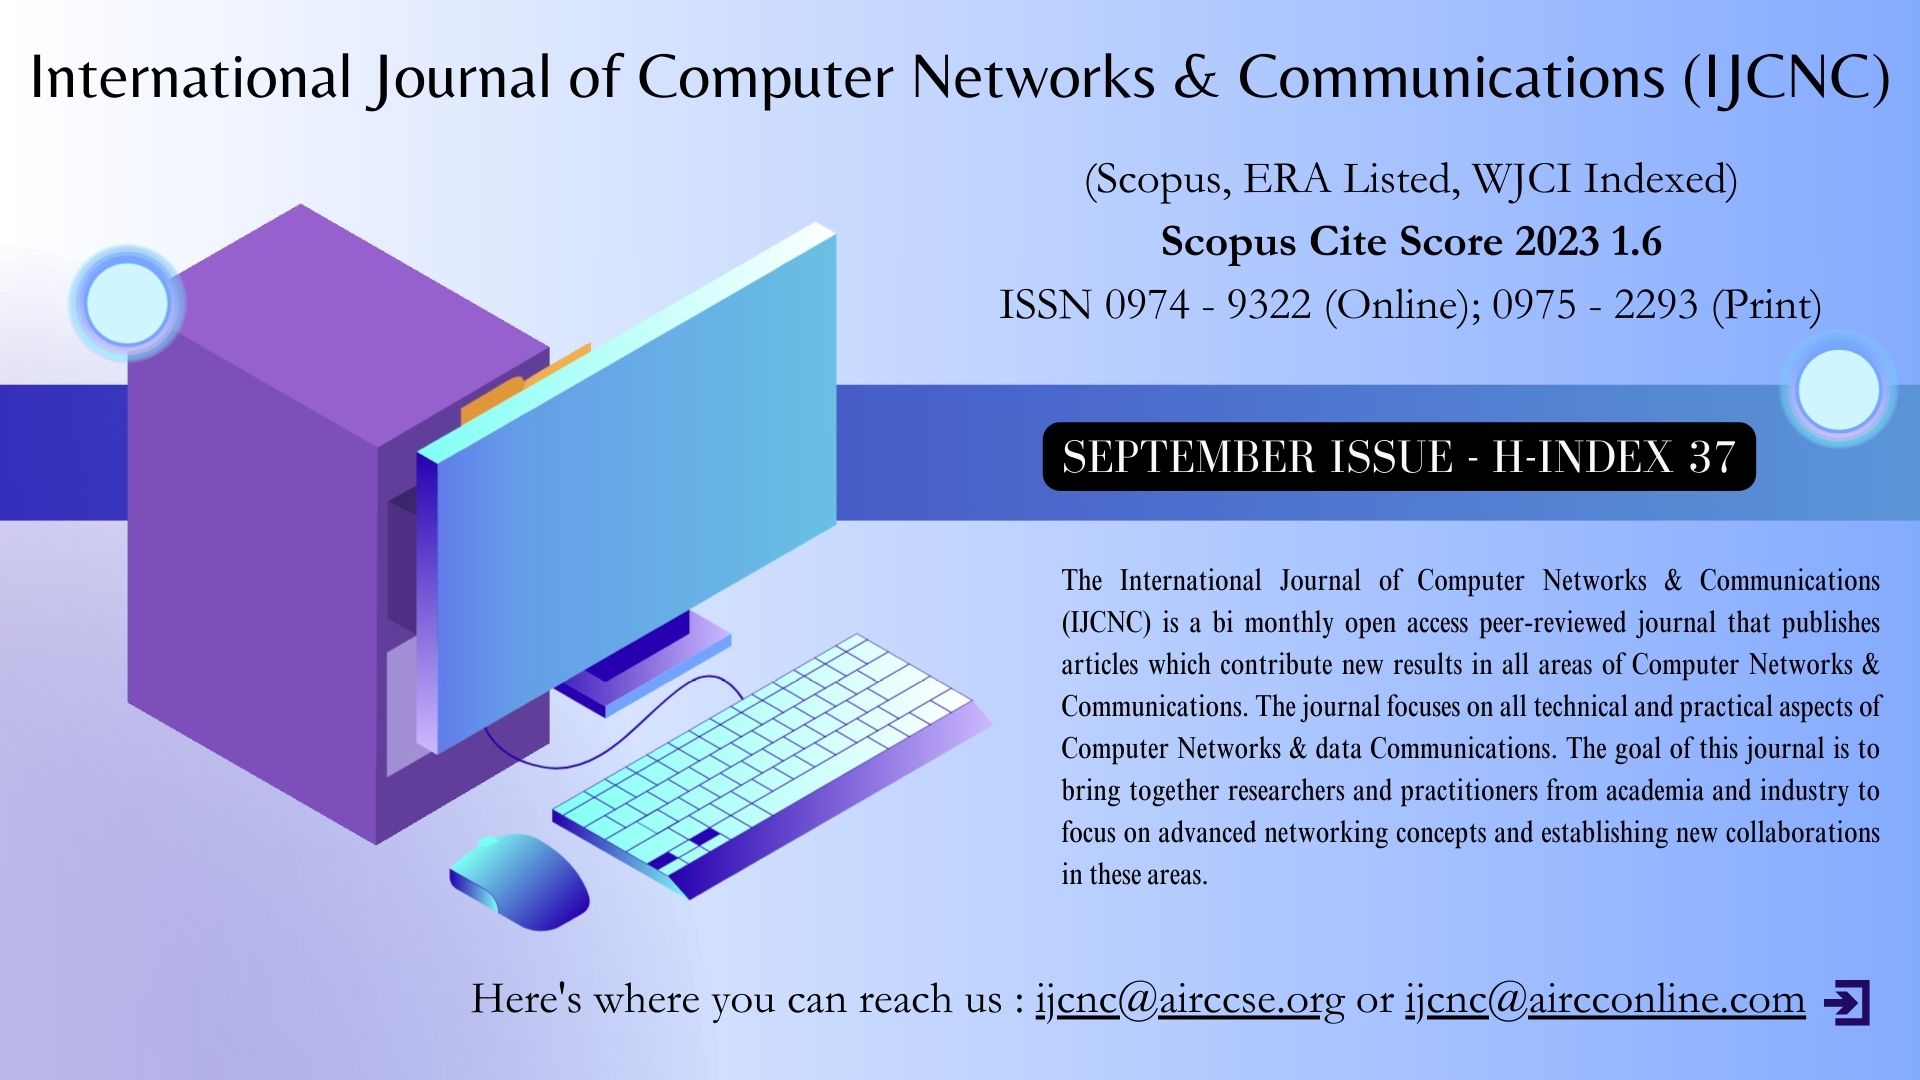 International Journal of Computer Networks & Communications (IJCNC)
(Scopus, ERA Listed, WJCI Indexed)
Scopus Cite Score 2023 1.6
ISSN 0974 - 9322 (Online); 0975 - 2293 (Print)
SEPTEMBER ISSUE - H-INDEX 37
The International Journal of Computer Networks & Communications
(IJCNC) is a bi monthly open access peer-reviewed journal that publishes
articles which contribute new results in all areas of Computer Networks &
Communications. The journal focuses on all technical and practical aspects of
Computer Networks & data Communications. The goal of this journal is to
bring together researchers and practitioners from academia and industry to
focus on advanced networking concepts and establishing new collaborations
in these areas.
Here's where you can reach us : ijcnc@airccse.org or ijcnc@aircconline.com